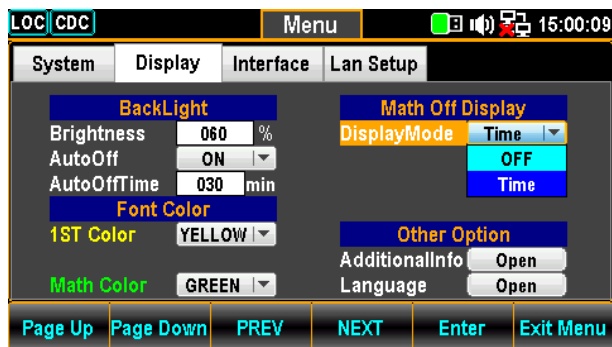 LOC CDC Menu 15:00:09
System Display Interface Lan Setup
BackLight
Brightness 060 %
AutoOff ON
AutoOffTime 030 min
Font Color
1ST Color YELLOW
Math Color GREEN
Math Off Display
DisplayMode Time
OFF
Time
Other Option
AdditionalInfo Open
Language Open
Page Up Page Down PREV NEXT Enter Exit Menu